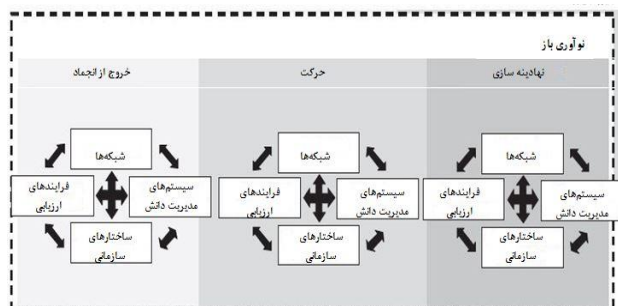 نوآوری باز
نهادینه سازی
حرکت
خروج از انجماد
شبکه‌ها
سیستم‌های
مدیریت دانش
فرایندهای
ارزیابی
ساختارهای
سازمانی
شبکه‌ها
سیستم‌های
مدیریت دانش
فرایندهای
ارزیابی
ساختارهای
سازمانی
شبکه‌ها
سیستم‌های
مدیریت دانش
فرایندهای
ارزیابی
ساختارهای
سازمانی